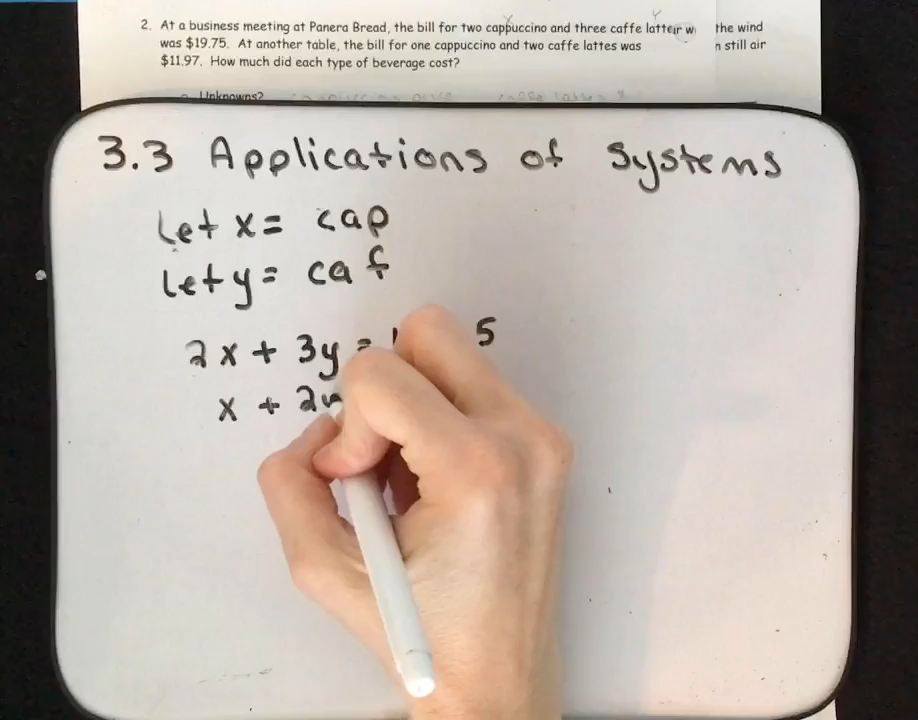 2. At a business meeting at Panera Bread, the bill for two cappuccino and three caffe latte the wind
was $19.75. At another table, the bill for one cappuccino and two caffe lattes was still air
$11.97. How much did each type of beverage cost?
Unknowns?
3.3 Applications of Systems
Let x = cap
Let y = caf
2x + 3y = 5
x + 2y